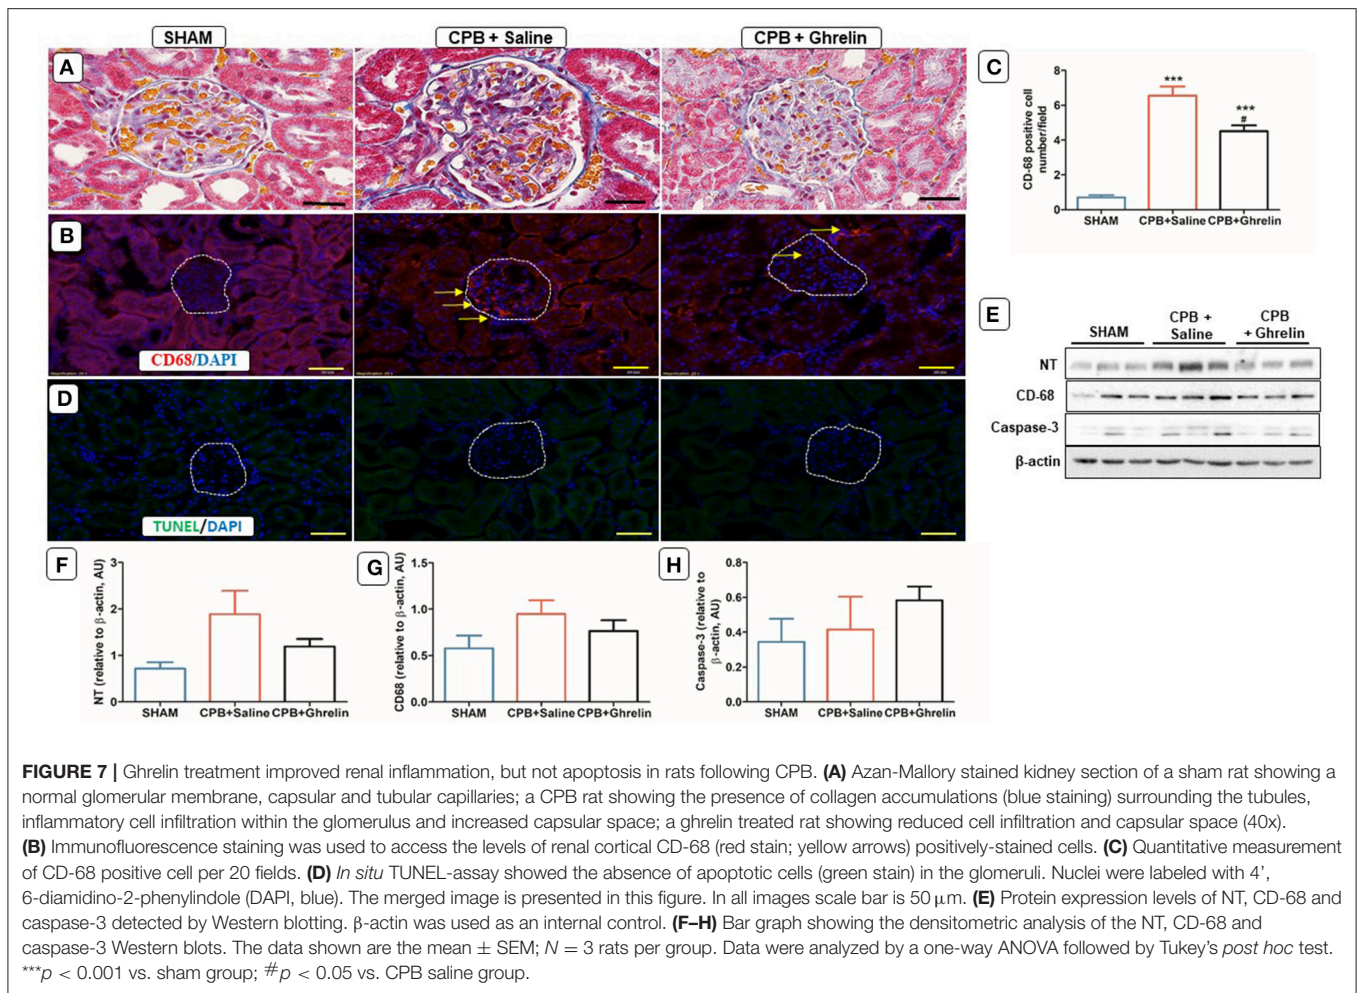 SHAM
CPB + Saline
CPB + Ghrelin
A
B
CD68/DAPI
D
TUNEL/DAPI
C
CD-68 positive cell
number/field
8
6
4
2
0
***
***
#
SHAM
CPB+Saline
CPB+Ghrelin
E
SHAM
CPB +
Saline
CPB
+ Ghrelin
NT
CD-68
Caspase-3
β-actin
F
NT (relative to β-actin, AU)
3
2
1
0
SHAM
CPB+Saline
CPB+Ghrelin
G
CD68 (relative to β-actin, AU)
1.5
1.0
0.5
0.0
SHAM
CPB+Saline
CPB+Ghrelin
H
Caspase-3 (relative to
β-actin, AU)
0.8
0.6
0.4
0.2
0.0
SHAM
CPB+Saline
CPB+Ghrelin
FIGURE 7 | Ghrelin treatment improved renal inflammation, but not apoptosis in rats following CPB. (A) Azan-Mallory stained kidney section of a sham rat showing a
normal glomerular membrane, capsular and tubular capillaries; a CPB rat showing the presence of collagen accumulations (blue staining) surrounding the tubules,
inflammatory cell infiltration within the glomerulus and increased capsular space; a ghrelin treated rat showing reduced cell infiltration and capsular space (40x).
(B) Immunofluorescence staining was used to access the levels of renal cortical CD-68 (red stain; yellow arrows) positively-stained cells. (C) Quantitative measurement
of CD-68 positive cell per 20 fields. (D) In situ TUNEL-assay showed the absence of apoptotic cells (green stain) in the glomeruli. Nuclei were labeled with 4’,
6-diamidino-2-phenylindole (DAPI, blue). The merged image is presented in this figure. In all images scale bar is 50 μm. (E) Protein expression levels of NT, CD-68 and
caspase-3 detected by Western blotting. β-actin was used as an internal control. (F–H) Bar graph showing the densitometric analysis of the NT, CD-68 and
caspase-3 Western blots. The data shown are the mean ± SEM; N = 3 rats per group. Data were analyzed by a one-way ANOVA followed by Tukey’s post hoc test.
***p < 0.001 vs. sham group; #p < 0.05 vs. CPB saline group.